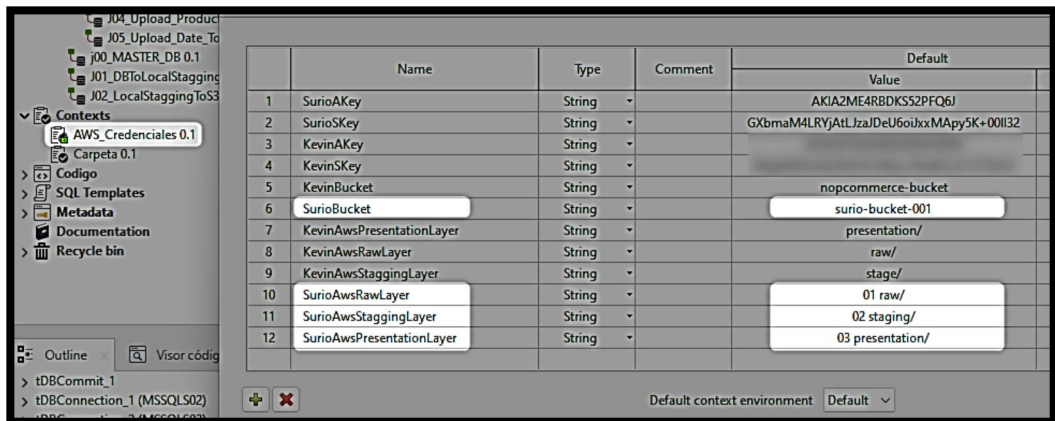 J04_Upload_Produc
J05_Upload_Date_To
j00_MASTER_DB 0.1
J01_DBToLocalStagging
J02_LocalStaggingToS3
Contexts
AWS_Credenciales 0.1
Carpeta 0.1
Codigo
SQL Templates
Metadata
Documentation
Recycle bin
Outline
Visor códig
tDBCommit_1
tDBConnection_1 (MSSQLS02)
Name Type Comment Default
Value
1 SurioAKey String AKIA2ME4RBDKS52PFQ6J
2 SurioSKey String
3 KevinAKey String
4 KevinSKey String
5 KevinBucket String nopcommerce-bucket
6 SurioBucket String surio-bucket-001
7 KevinAwsPresentationLayer String presentation/
8 KevinAwsRawLayer String raw/
9 KevinAwsStaggingLayer String stage/
10 SurioAwsRawLayer String 01 raw/
11 SurioAwsStaggingLayer String 02 staging/
12 SurioAwsPresentationLayer String 03 presentation/
Default context environment Default